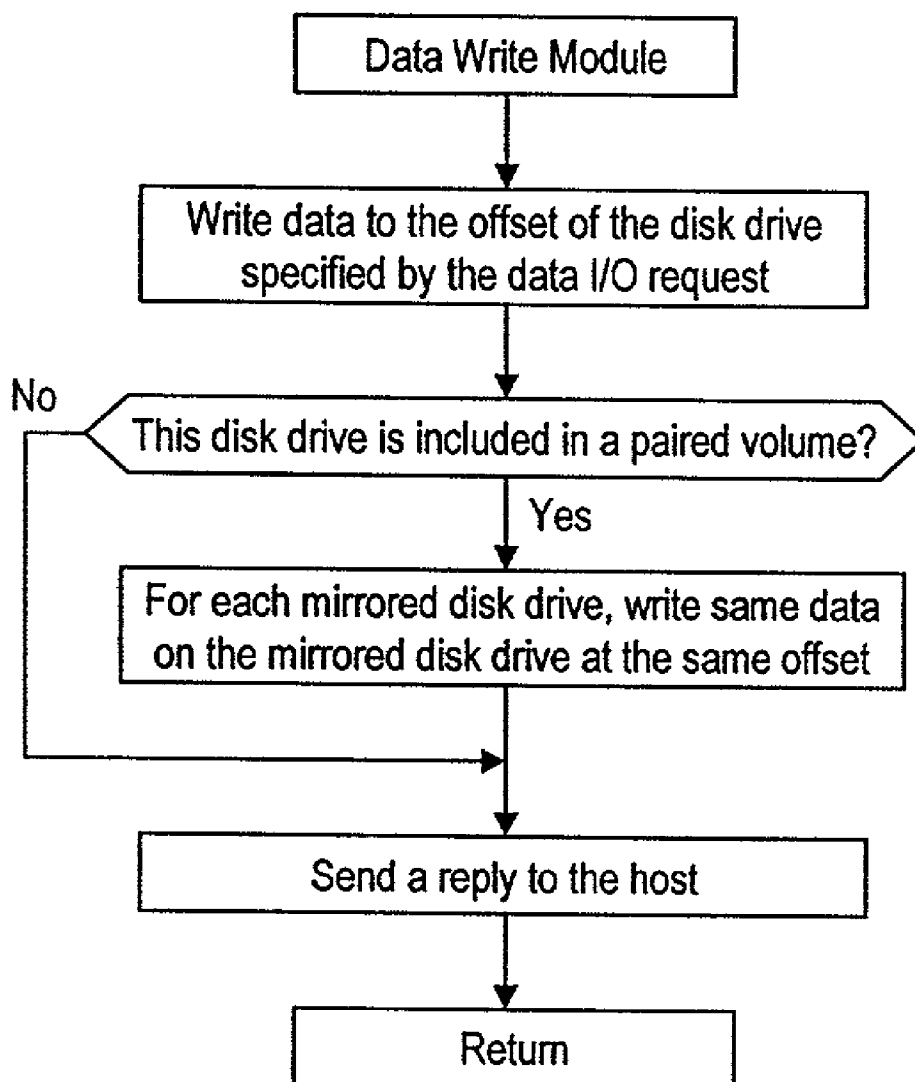 Data Write Module
Write data to the offset of the disk drive
specified by the data I/O request
No
This disk drive is included in a paired volume?
Yes
For each mirrored disk drive, write same data
on the mirrored disk drive at the same offset
Send a reply to the host
Return